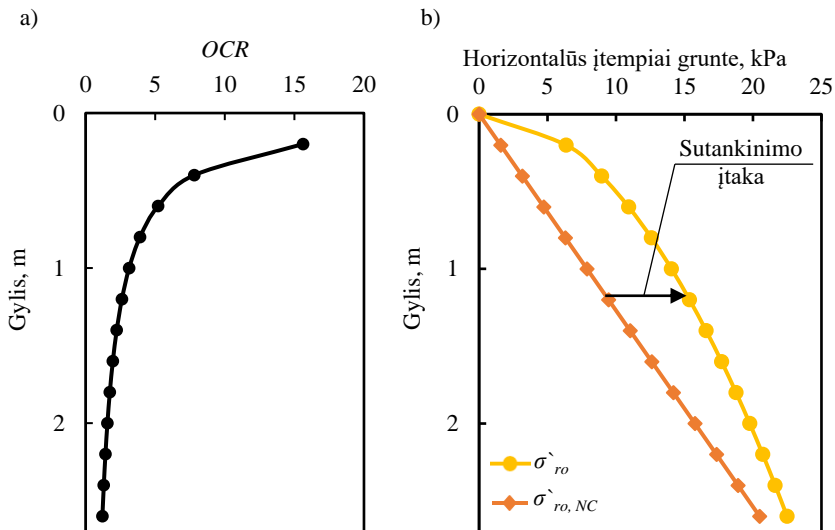 a)
OCR
0 5 10 15 20
0
1
2
Gylis, m
b)
Horizontalūs įtempiai grunte, kPa
0 5 10 15 20 25
0
1
2
Gylis, m
Sutankinimo
įtaka
σ`ro
σ`ro, NC